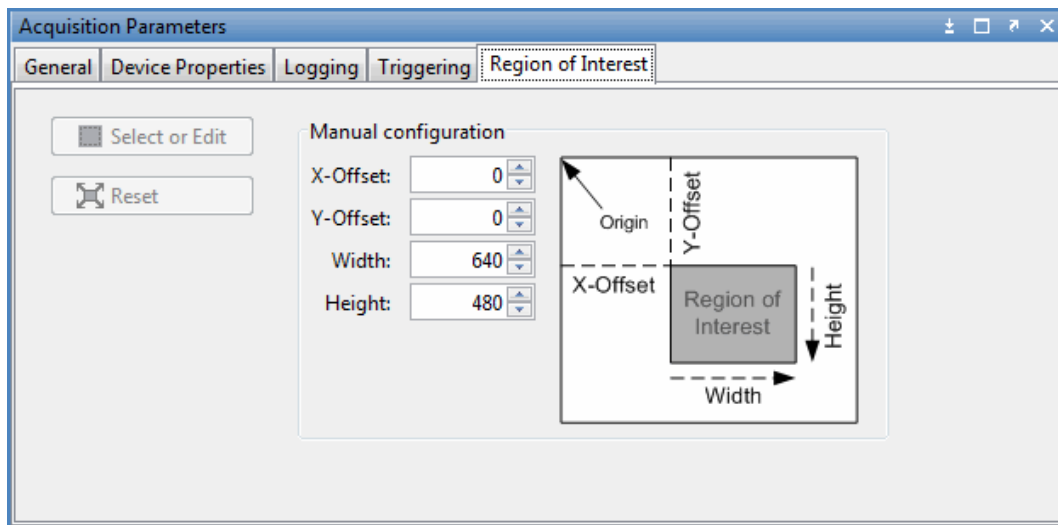 Acquisition Parameters
General Device Properties Logging Triggering Region of Interest
Select or Edit
Reset
Manual configuration
X-Offset: 0
Y-Offset: 0
Width: 640
Height: 480
Origin
Y-Offset
X-Offset
Region of
Interest
Height
Width